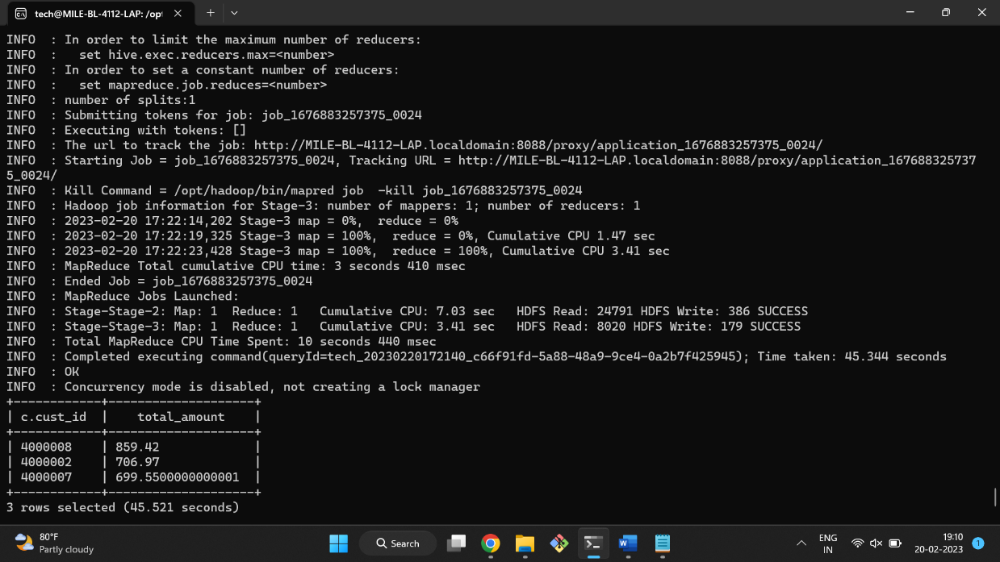 tech@MILE-BL-4112-LAP: /opt
INFO  : In order to limit the maximum number of reducers:
INFO  :   set hive.exec.reducers.max=<number>
INFO  : In order to set a constant number of reducers:
INFO  :   set mapreduce.job.reduces=<number>
INFO  : number of splits:1
INFO  : Submitting tokens for job: job_1676883257375_0024
INFO  : Executing with tokens: []
INFO  : The url to track the job: http://MILE-BL-4112-LAP.localdomain:8088/proxy/application_1676883257375_0024/
INFO  : Starting Job = job_1676883257375_0024, Tracking URL = http://MILE-BL-4112-LAP.localdomain:8088/proxy/application_167688325737
5_0024/
INFO  : Kill Command = /opt/hadoop/bin/mapred job  -kill job_1676883257375_0024
INFO  : Hadoop job information for Stage-3: number of mappers: 1; number of reducers: 1
INFO  : 2023-02-20 17:22:14,202 Stage-3 map = 0%,  reduce = 0%
INFO  : 2023-02-20 17:22:19,325 Stage-3 map = 100%,  reduce = 0%, Cumulative CPU 1.47 sec
INFO  : 2023-02-20 17:22:23,428 Stage-3 map = 100%,  reduce = 100%, Cumulative CPU 3.41 sec
INFO  : MapReduce Total cumulative CPU time: 3 seconds 410 msec
INFO  : Ended Job = job_1676883257375_0024
INFO  : MapReduce Jobs Launched:
INFO  : Stage-Stage-2: Map: 1  Reduce: 1   Cumulative CPU: 7.03 sec   HDFS Read: 24791 HDFS Write: 386 SUCCESS
INFO  : Stage-Stage-3: Map: 1  Reduce: 1   Cumulative CPU: 3.41 sec   HDFS Read: 8020 HDFS Write: 179 SUCCESS
INFO  : Total MapReduce CPU Time Spent: 10 seconds 440 msec
INFO  : Completed executing command(queryId=tech_20230220172140_c66f91fd-5a88-48a9-9ce4-0a2b7f425945); Time taken: 45.344 seconds
INFO  : OK
INFO  : Concurrency mode is disabled, not creating a lock manager
+------------+--------------------+
| c.cust_id  |    total_amount    |
+------------+--------------------+
| 4000008    | 859.42             |
| 4000002    | 706.97             |
| 4000007    | 699.5500000000001  |
+------------+--------------------+
3 rows selected (45.521 seconds)
80°F
Partly cloudy
Search
ENG
IN
19:10
20-02-2023
1